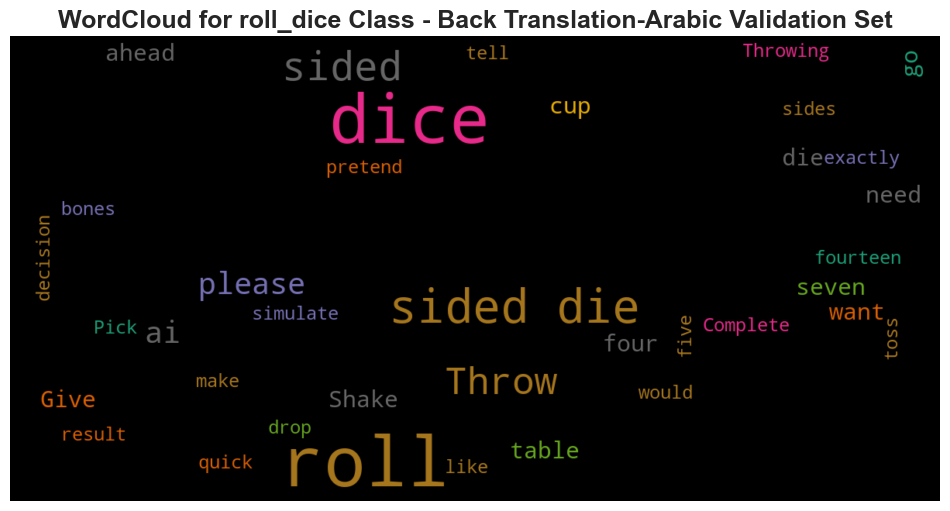 WordCloud for roll_dice Class - Back Translation-Arabic Validation Set
ahead
sided
tell
Throwing
go
dice
cup
sides
pretend
die
exactly
need
bones
decision
fourteen
please
seven
sided die
simulate
want
Pick
ai
four
five
Complete
toss
make
Throw
would
Give
Shake
drop
result
roll
table
quick
like